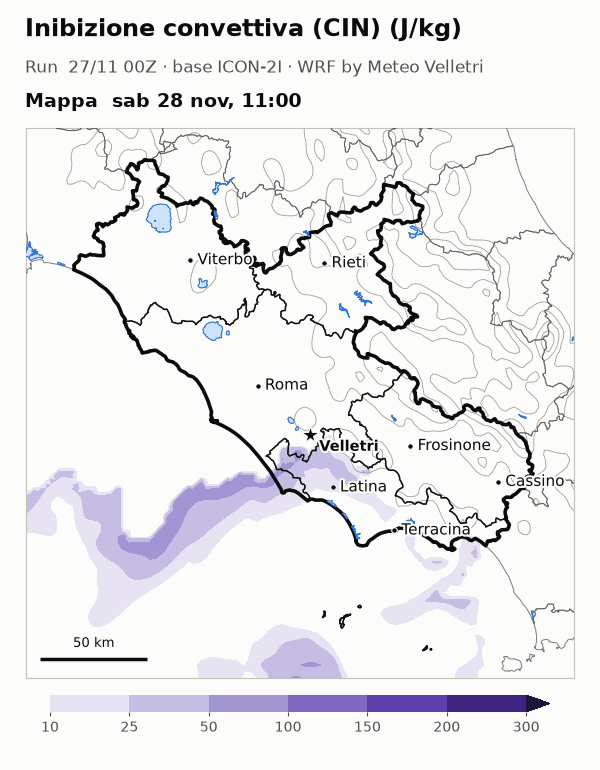 Inibizione convettiva (CIN) (J/kg)
Run 27/11 00Z · base ICON-2I · WRF by Meteo Velletri
Mappa sab 28 nov, 11:00
Viterbo
Rieti
Roma
Velletri
Frosinone
Latina
Cassino
Terracina
50 km
10 25 50 100 150 200 300